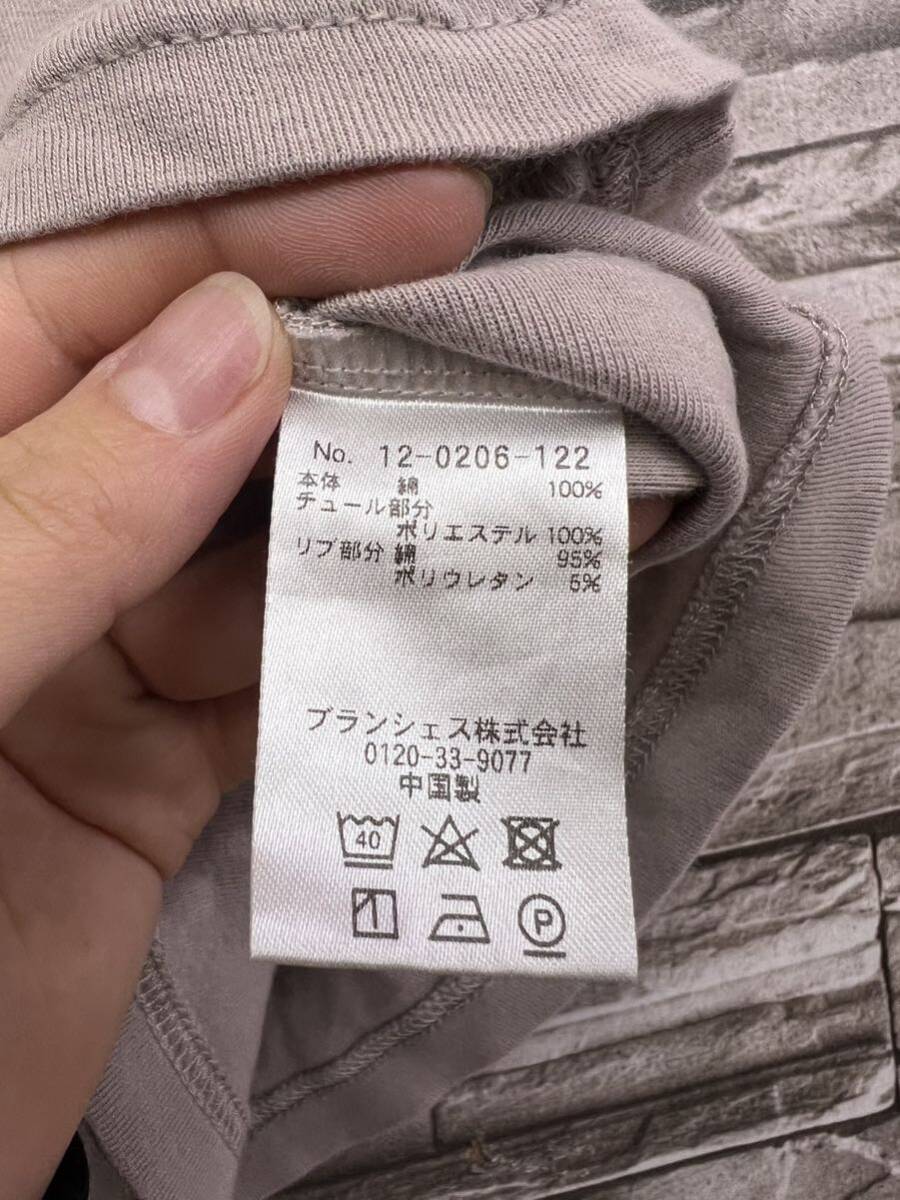 No. 12-0206-122
本体 綿 100%
チュール部分
ポリエステル 100%
リブ部分 綿 95%
ポリウレタン 5%
ブランシェス株式会社
0120-33-9077
中国製
40
P